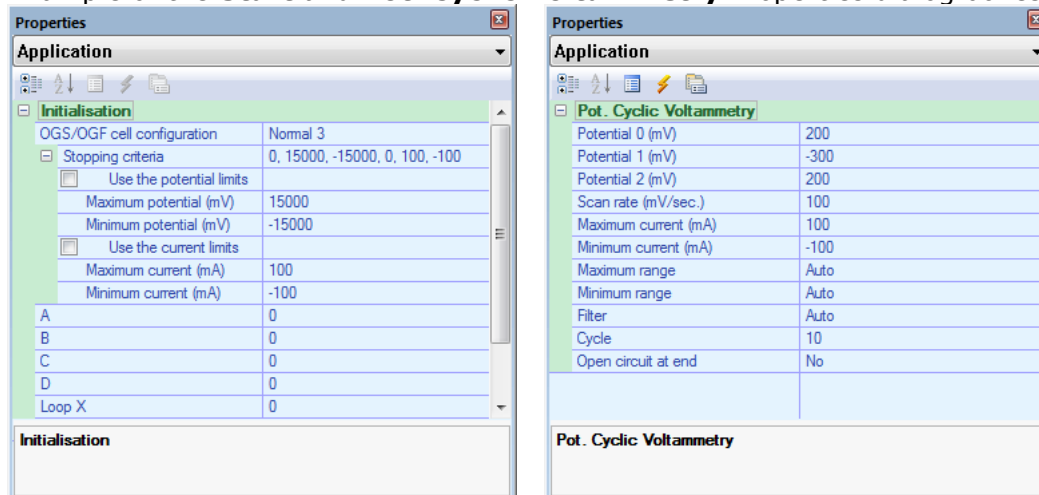 Properties
Application
Initialisation
OGS/OGF cell configuration Normal 3
Stopping criteria 0, 15000, -15000, 0, 100, -100
Use the potential limits
Maximum potential (mV) 15000
Minimum potential (mV) -15000
Use the current limits
Maximum current (mA) 100
Minimum current (mA) -100
A 0
B 0
C 0
D 0
Loop X 0
Initialisation
Properties
Application
Pot. Cyclic Voltammetry
Potential 0 (mV) 200
Potential 1 (mV) -300
Potential 2 (mV) 200
Scan rate (mV/sec.) 100
Maximum current (mA) 100
Minimum current (mA) -100
Maximum range Auto
Minimum range Auto
Filter Auto
Cycle 10
Open circuit at end No
Pot. Cyclic Voltammetry